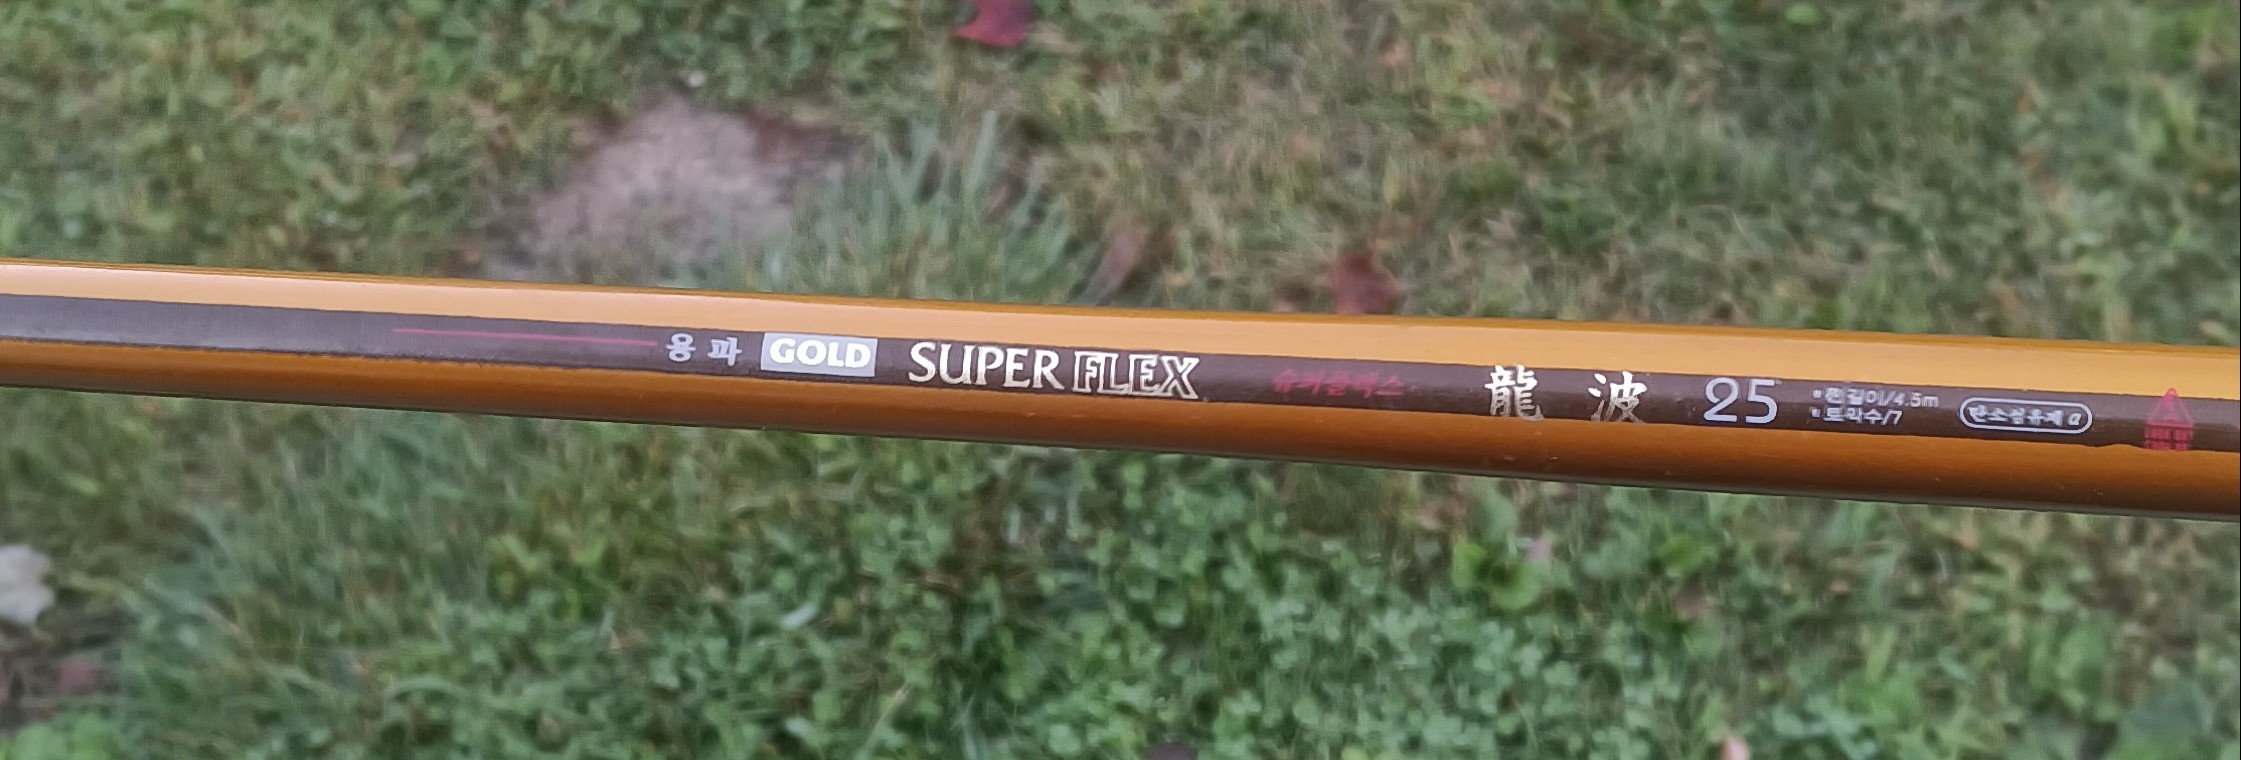 용파 GOLD SUPER FLEX 슈퍼플렉스 龍波 25
▪전길이/4.5m
▪토막수/7
탄소섬유제 α